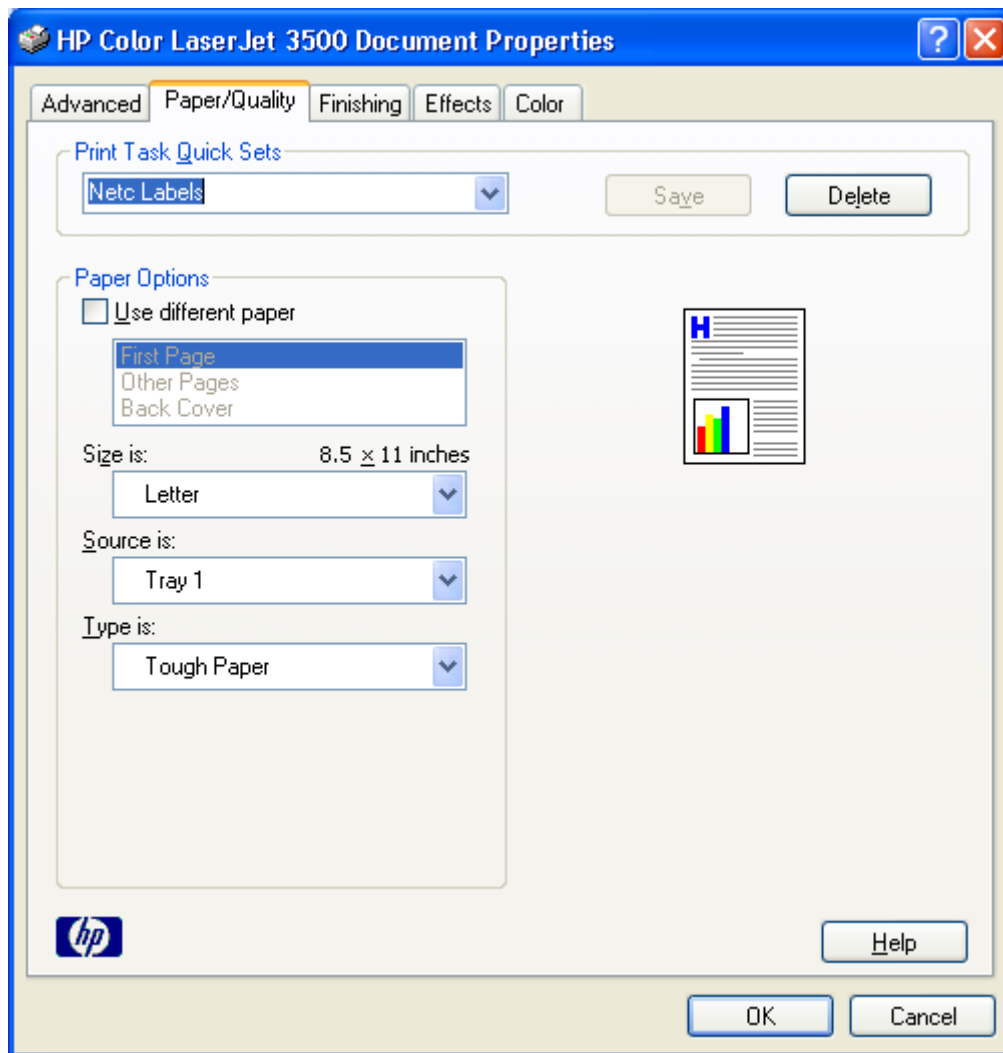 HP Color LaserJet 3500 Document Properties
?
Advanced Paper/Quality Finishing Effects Color
Print Task Quick Sets
Netc Labels Save Delete
Paper Options
Use different paper
First Page
Other Pages
Back Cover
Size is: 8.5 x 11 inches
Letter
Source is:
Tray 1
Type is:
Tough Paper
H
hp
Help
OK Cancel